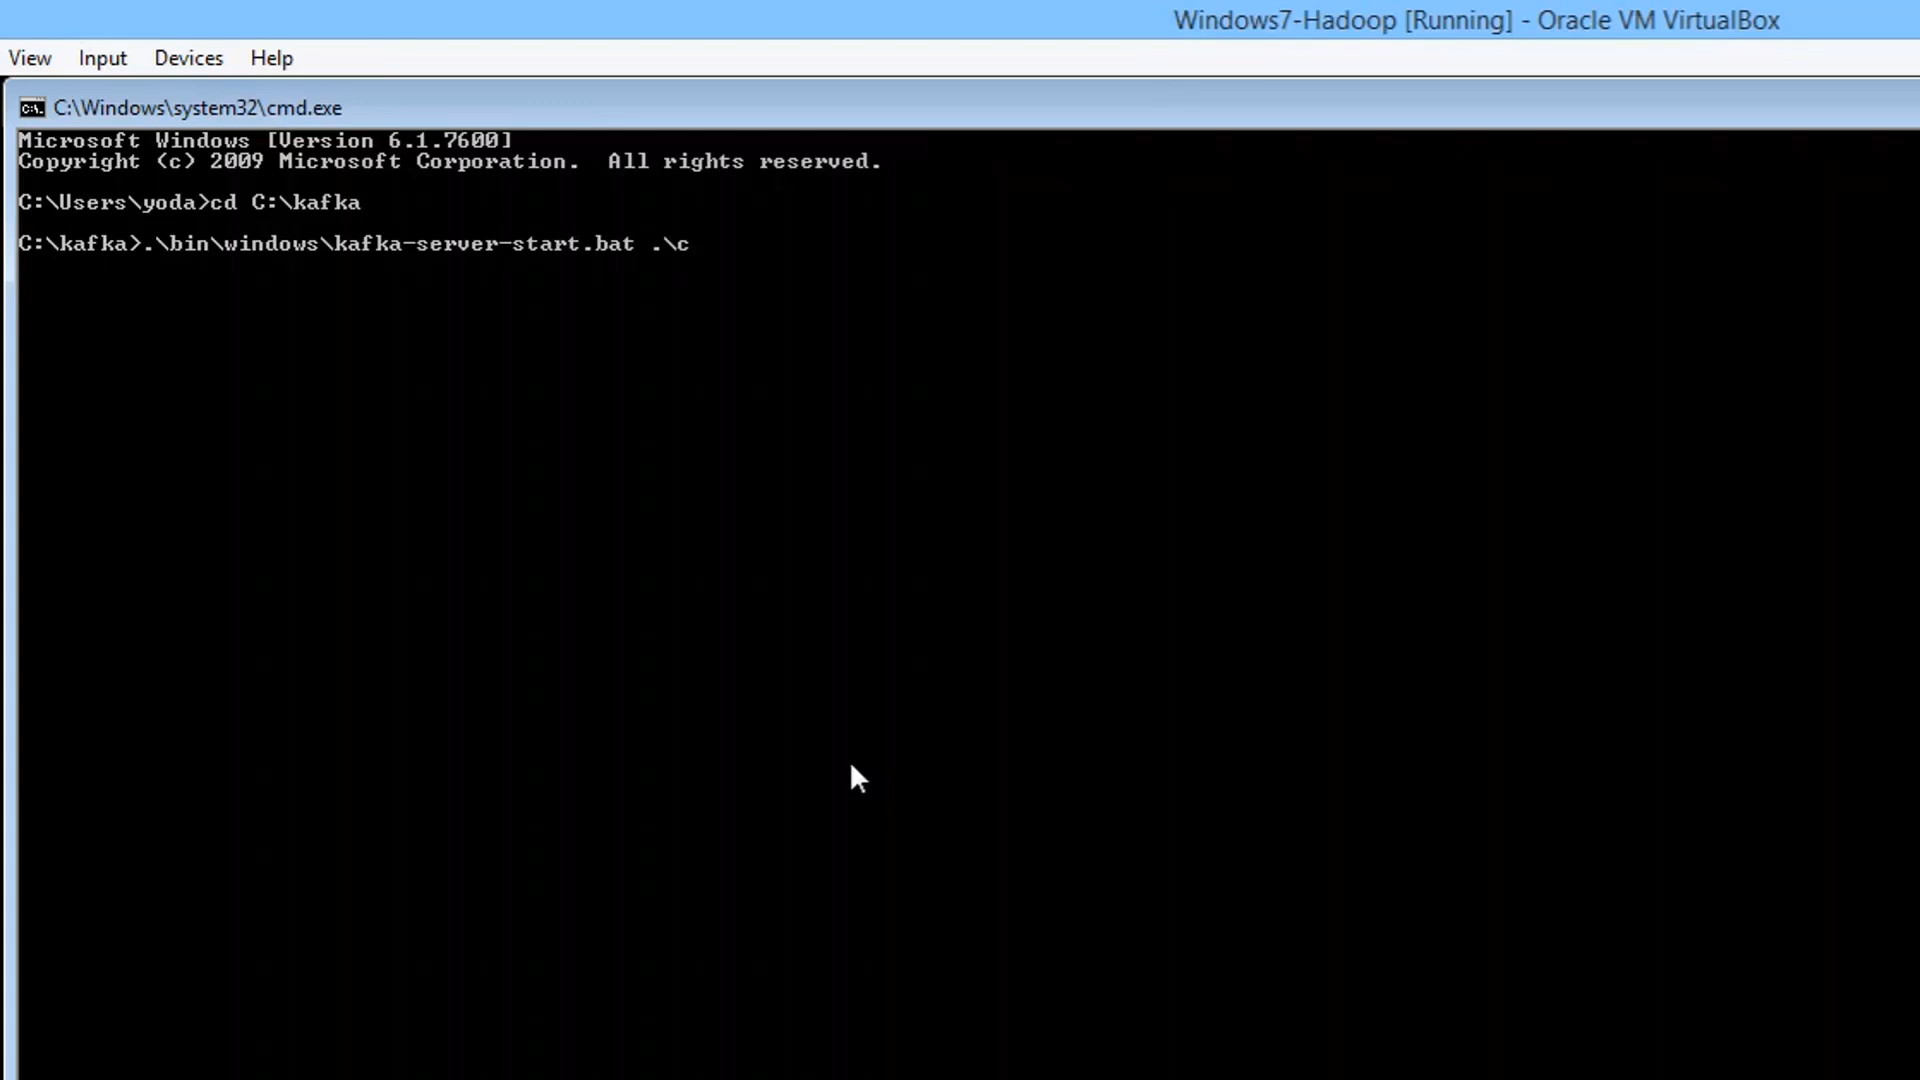 Windows7-Hadoop [Running] - Oracle VM VirtualBox
View Input Devices Help
C:\Windows\system32\cmd.exe
Microsoft Windows [Version 6.1.7600]
Copyright (c) 2009 Microsoft Corporation.  All rights reserved.
C:\Users\yoda>cd C:\kafka
C:\kafka>.\bin\windows\kafka-server-start.bat .\c